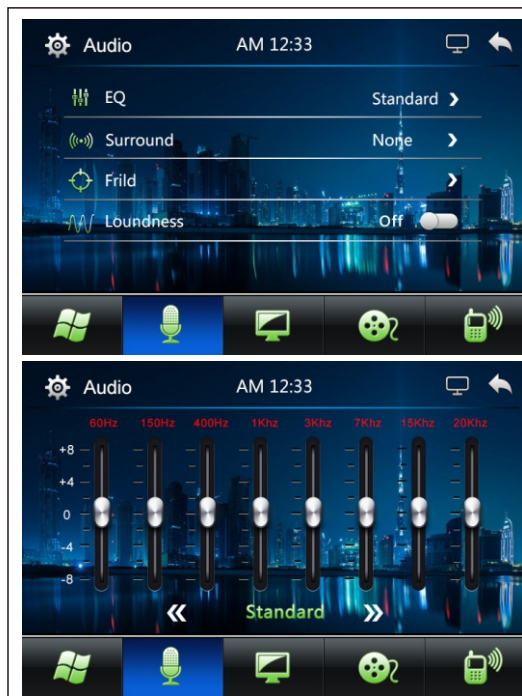 Audio AM 12:33
EQ Standard
Surround None
Frild
Loundness Off
Audio AM 12:33
60Hz 150Hz 400Hz 1Khz 3Khz 7Khz 15Khz 20Khz
+8
+4
0
-4
-8
Standard